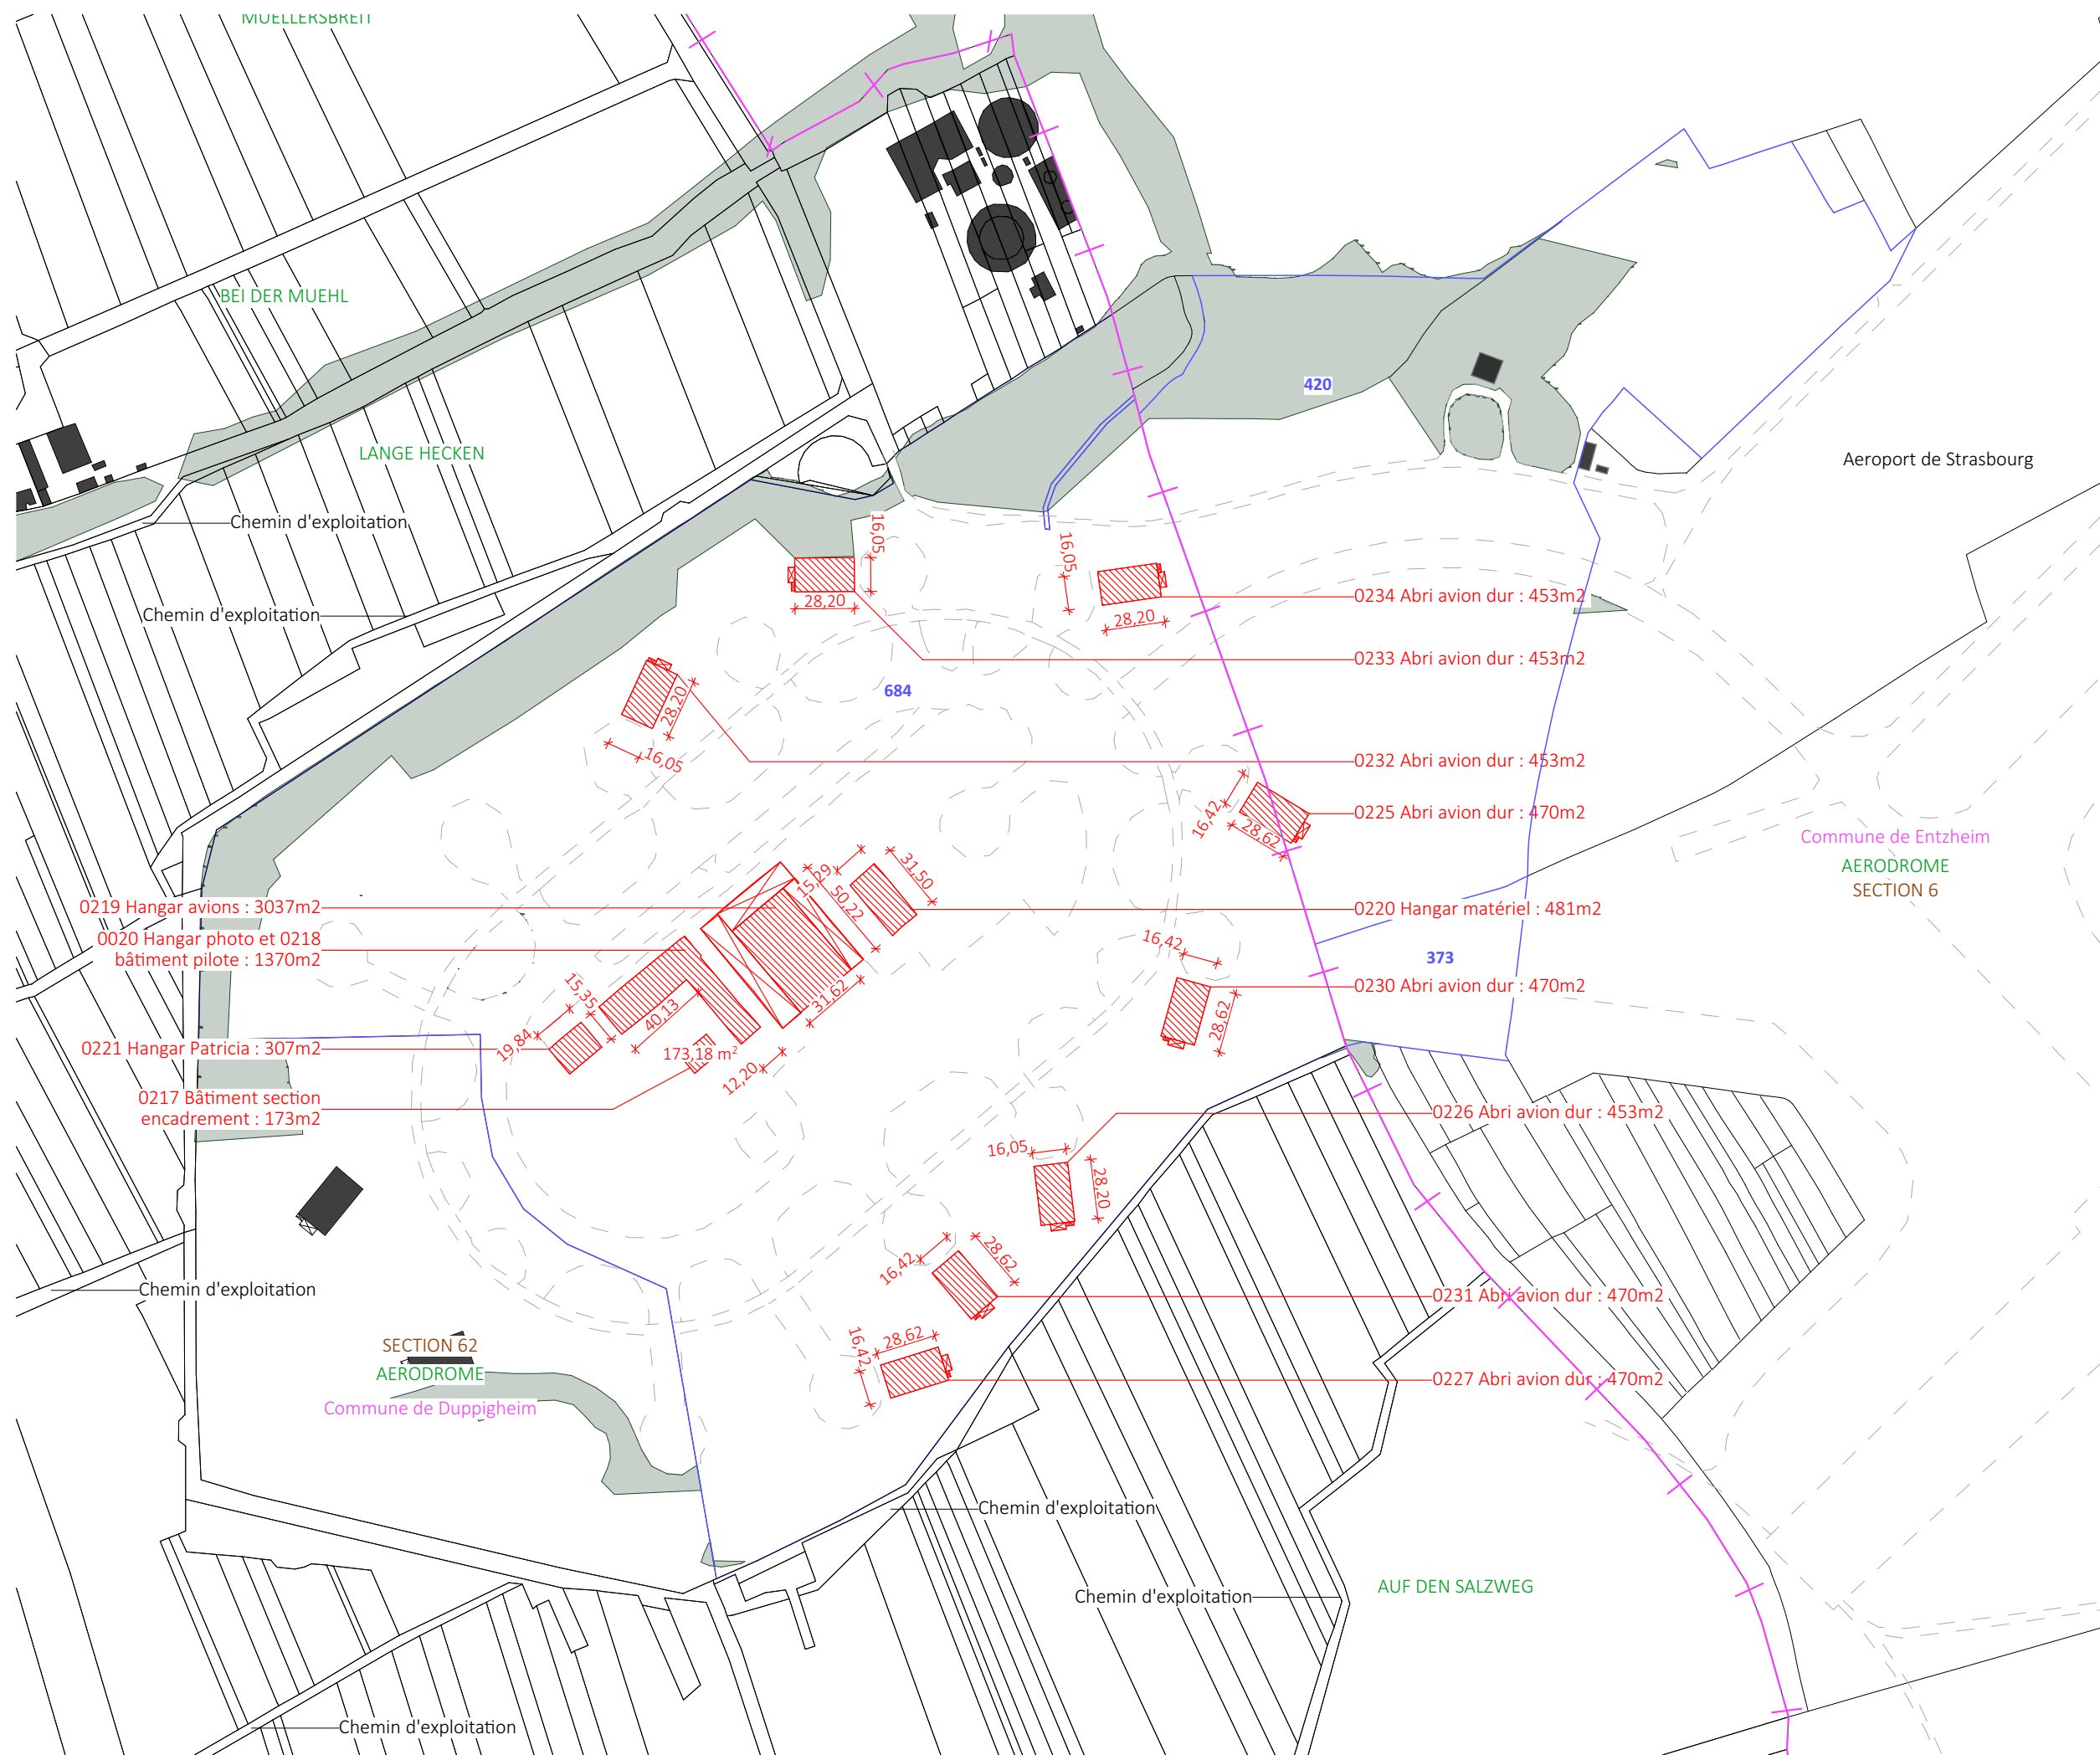 MUELLERSBREIT
BEI DER MUEHL
420
LANGE HECKEN
Aeroport de Strasbourg
Chemin d'exploitation
16,05
16,05
28,20
28,20
0234 Abri avion dur : 453m2
Chemin d'exploitation
0233 Abri avion dur : 453m2
684
28,20
16,05
0232 Abri avion dur : 453m2
16,42
28,62
0225 Abri avion dur : 470m2
Commune de Entzheim
AERODROME
SECTION 6
15,29
31,50
50,22
0219 Hangar avions : 3037m2
0220 Hangar matériel : 481m2
0020 Hangar photo et 0218
bâtiment pilote : 1370m2
16,42
373
15,35
31,62
40,13
0230 Abri avion dur : 470m2
28,62
19,84
0221 Hangar Patricia : 307m2
173,18 m²
12,20
0217 Bâtiment section
encadrement : 173m2
0226 Abri avion dur : 453m2
16,05
28,20
16,42
28,62
Chemin d'exploitation
0231 Abri avion dur : 470m2
28,62
16,42
SECTION 62
AERODROME
Commune de Duppigheim
0227 Abri avion dur : 470m2
Chemin d'exploitation
AUF DEN SALZWEG
Chemin d'exploitation
Chemin d'exploitation